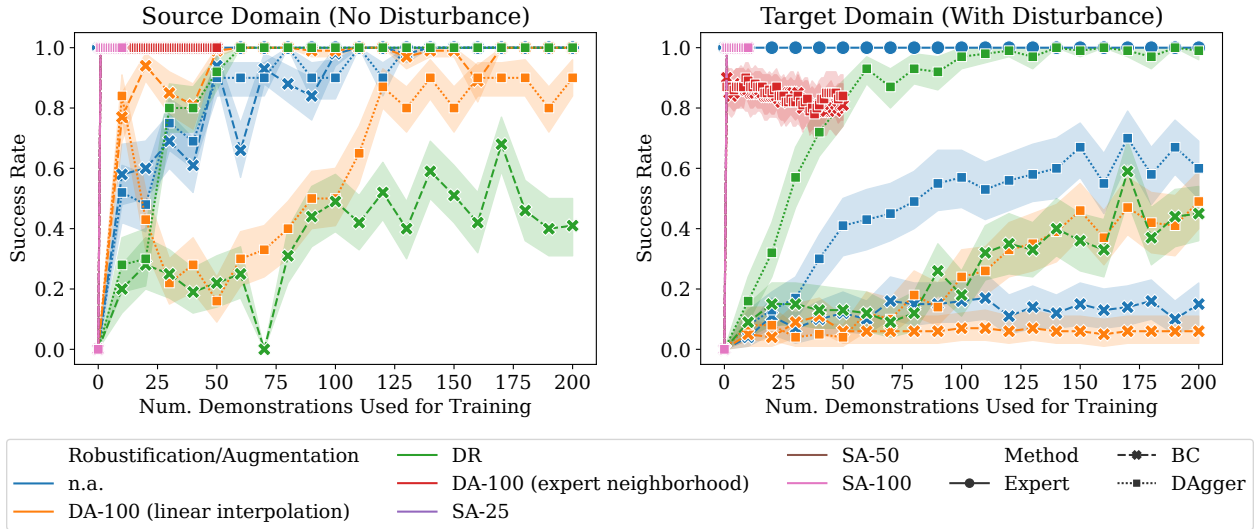 Source Domain (No Disturbance)
Success Rate
1.0
0.8
0.6
0.4
0.2
0.0
0 25 50 75 100 125 150 175 200
Num. Demonstrations Used for Training
Target Domain (With Disturbance)
Success Rate
1.0
0.8
0.6
0.4
0.2
0.0
0 25 50 75 100 125 150 175 200
Num. Demonstrations Used for Training
Robustification/Augmentation
n.a.
DA-100 (linear interpolation)
DR
DA-100 (expert neighborhood)
SA-25
SA-50
SA-100
Method
Expert
BC
DAgger